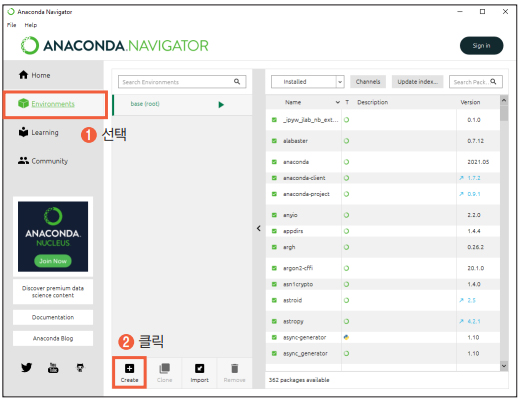 Anaconda Navigator
File Help
ANACONDA.NAVIGATOR
Sign in
Home
Environments
Learning
Community
1 선택
ANACONDA.
NUCLEUS
Join Now
Discover premium data
science content
Documentation
Anaconda Blog
Search Environments
base (root)
2 클릭
Create Clone Import Remove
Installed Channels Update index... Search Pack...
Name T Description Version
_ipyw_jlab_nb_ext... 0.1.0
alabaster 0.7.12
anaconda 2021.05
anaconda-client 1.7.2
anaconda-project 0.9.1
anyio 2.2.0
appdirs 1.4.4
argh 0.26.2
argon2-cffi 20.1.0
asn1crypto 1.4.0
astroid 2.5
astropy 4.2.1
async-generator 1.10
async_generator 1.10
362 packages available